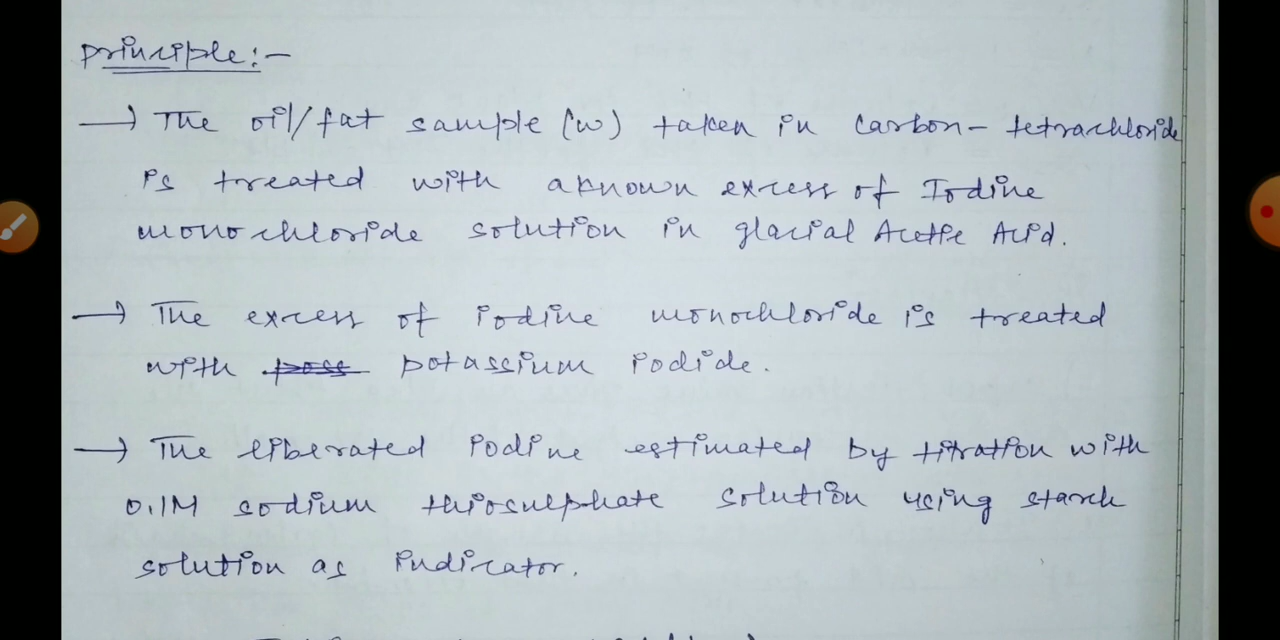 Principle:-
→ The oil/fat sample (w) taken in carbon-tetrachloride
is treated with a known excess of Iodine
monochloride solution in glacial Acetic Acid.
→ The excess of iodine monochloride is treated
with poss potassium iodide.
→ The liberated iodine estimated by titration with
0.1M sodium thiosulphate solution using starch
solution as indicator.